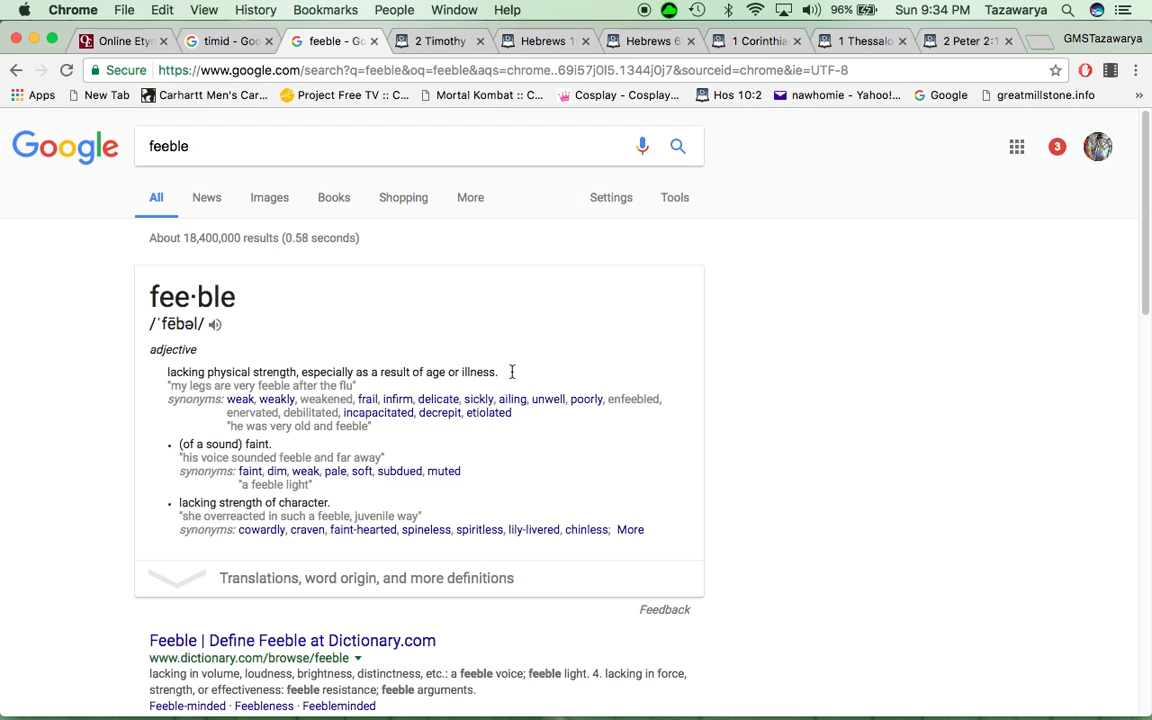 Chrome File Edit View History Bookmarks People Window Help 96% Sun 9:34 PM Tazawarya
Online Ety timid - Goo feeble - Go 2 Timothy Hebrews 1 Hebrews 6 1 Corinthia 1 Thessalo 2 Peter 2:1 GMSTazawarya
Secure https://www.google.com/search?q=feeble&oq=feeble&aqs=chrome..69i57j0l5.1344j0j7&sourceid=chrome&ie=UTF-8
Apps New Tab Carhartt Men's Car... Project Free TV :: C... Mortal Kombat :: C... Cosplay - Cosplay... Hos 10:2 nawhomie - Yahoo!... Google greatmillstone.info »
Google feeble 3
All News Images Books Shopping More Settings Tools
About 18,400,000 results (0.58 seconds)
fee·ble
/ˈfēbəl/
adjective
lacking physical strength, especially as a result of age or illness.
"my legs are very feeble after the flu"
synonyms: weak, weakly, weakened, frail, infirm, delicate, sickly, ailing, unwell, poorly, enfeebled,
enervated, debilitated, incapacitated, decrepit, etiolated
"he was very old and feeble"
• (of a sound) faint.
"his voice sounded feeble and far away"
synonyms: faint, dim, weak, pale, soft, subdued, muted
"a feeble light"
• lacking strength of character.
"she overreacted in such a feeble, juvenile way"
synonyms: cowardly, craven, faint-hearted, spineless, spiritless, lily-livered, chinless; More
Translations, word origin, and more definitions
Feedback
Feeble | Define Feeble at Dictionary.com
www.dictionary.com/browse/feeble
lacking in volume, loudness, brightness, distinctness, etc.: a feeble voice; feeble light. 4. lacking in force,
strength, or effectiveness: feeble resistance; feeble arguments.
Feeble-minded · Feebleness · Feebleminded